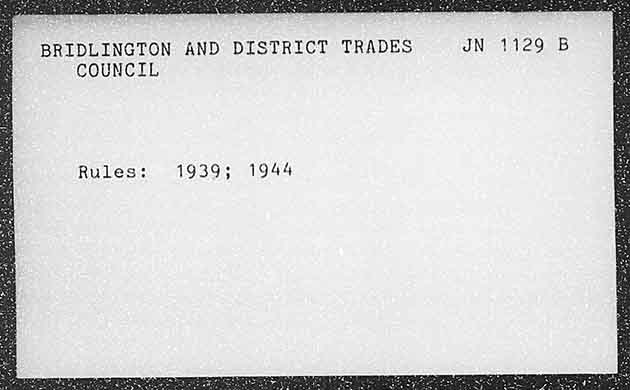 BRIDLINGTON AND DISTRICT TRADES JN 1129 B
COUNCIL
Rules: 1939; 1944